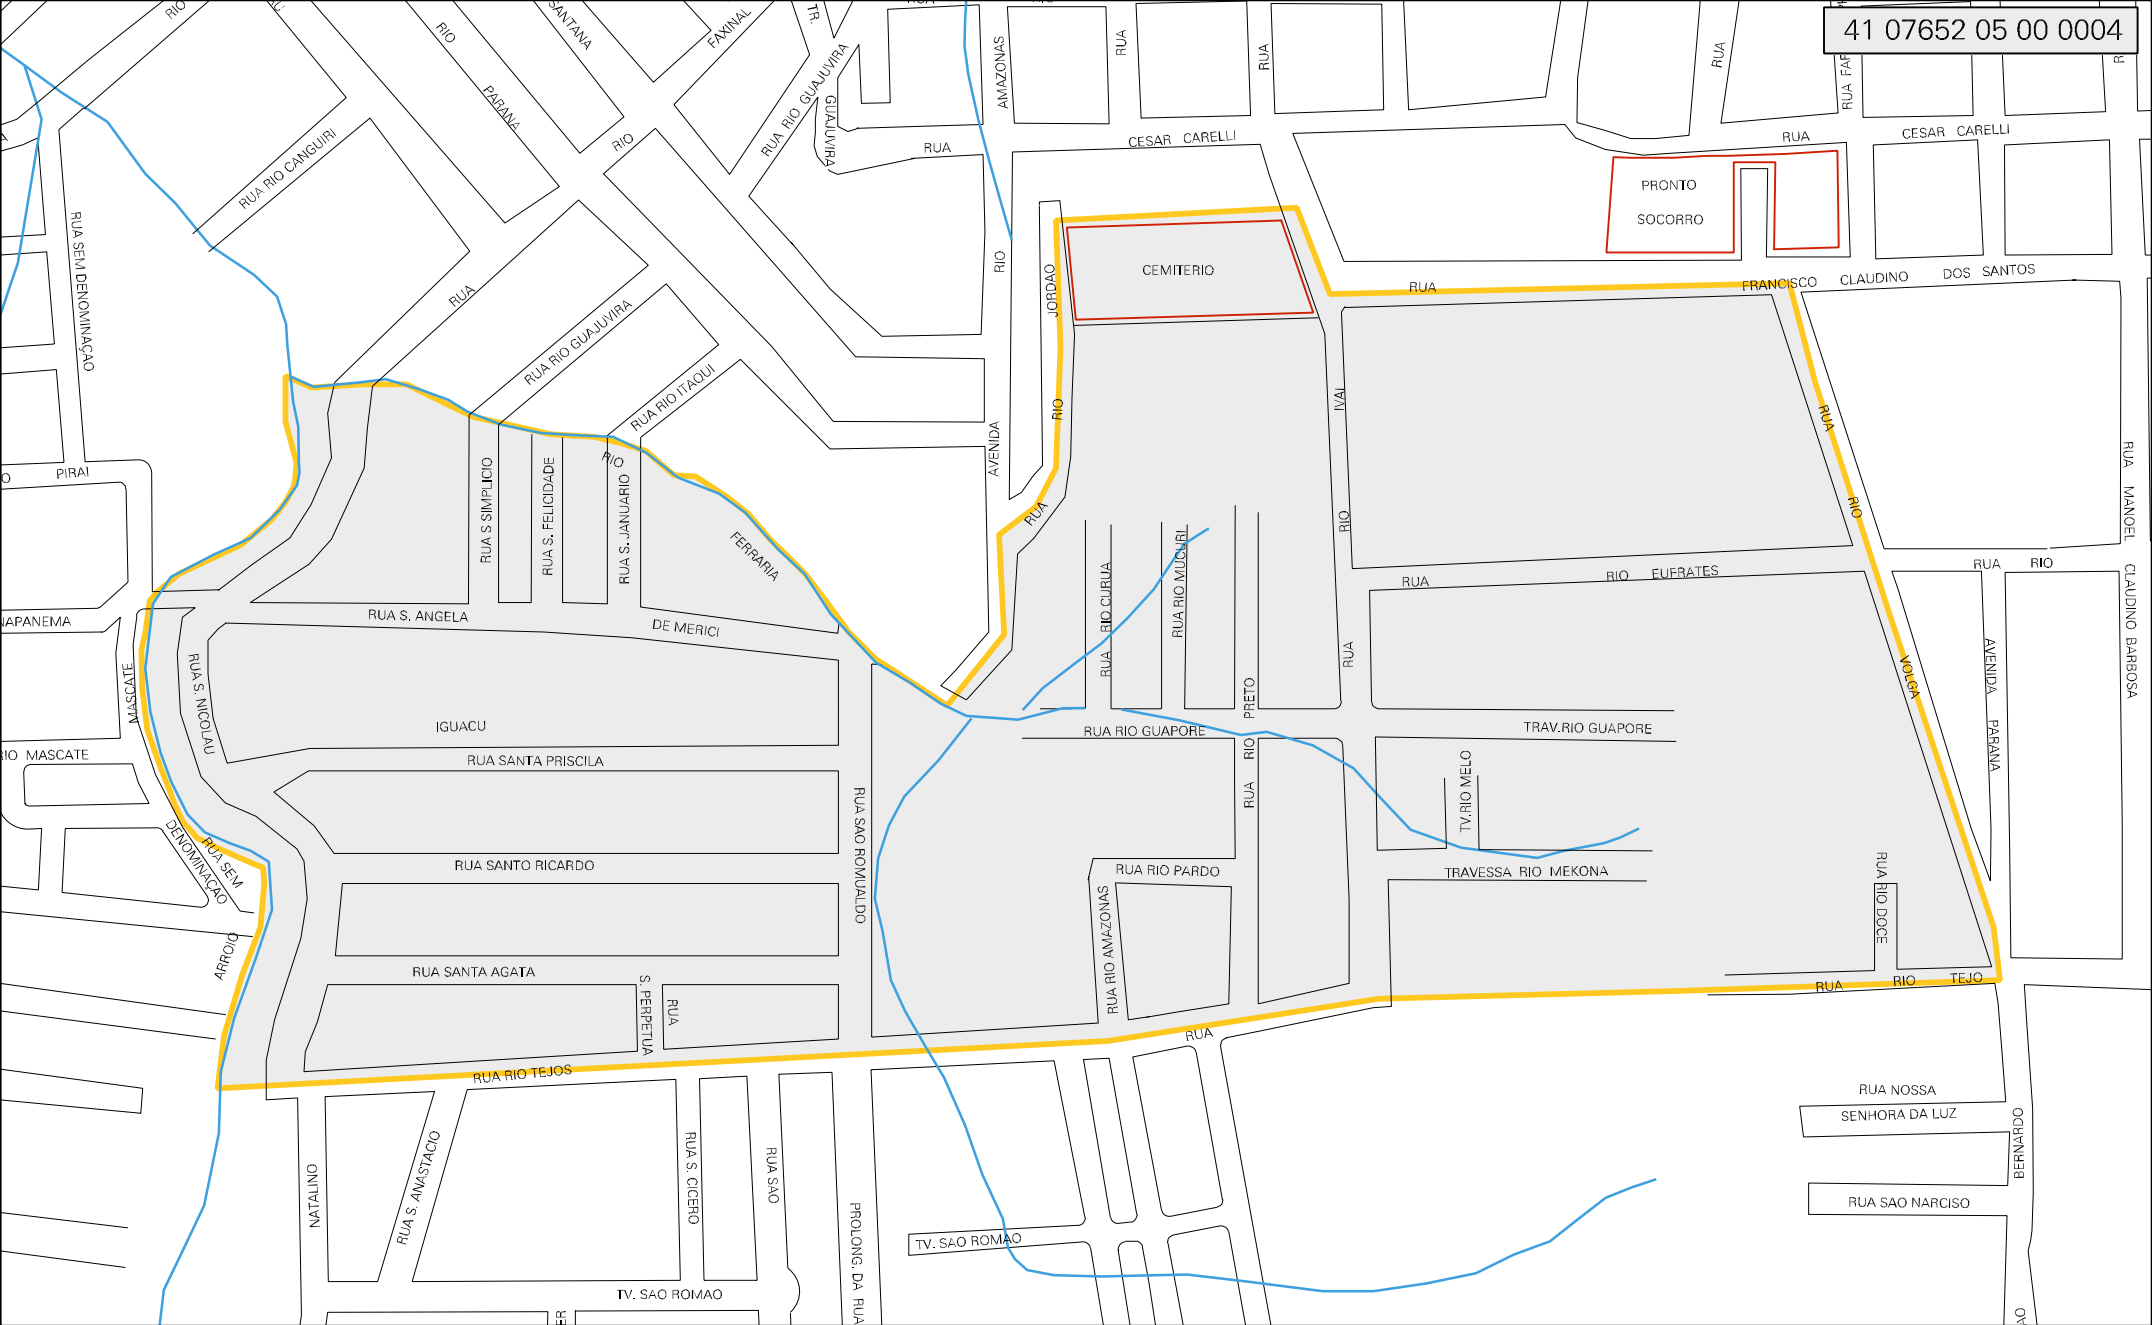 41 07652 05 00 0004
RIO
RIO
SANTANA
FAXINAL
TR.
RUA RIO GUAJUVIRA
GUAJUVIRA
PARANA
RIO
RUA
AMAZONAS
RUA
RUA
RUA
RUA
CESAR CARELLI
RUA
CESAR CARELLI
RUA RIO CANGUIRI
RUA SEM DENOMINAÇAO
PRONTO
SOCORRO
CEMITERIO
RIO
JORDAO
RUA
FRANCISCO
CLAUDINO
DOS SANTOS
RUA
RUA RIO GUAJUVIRA
RUA RIO ITAQUI
IVAI
RIO
RUA
AVENIDA
RIO
PIRAI
RUA S SIMPLICIO
RUA S. FELICIDADE
RUA S. JANUARIO
RUA
RIO
RIO
RUA
MANOEL
FERRARIA
RUA RIO CURUA
RUA RIO MUCURI
RUA
RIO
EUFRATES
RUA
RIO
CLAUDINO BARBOSA
RUA S. ANGELA
DE MERICI
RUA
VOLGA
AVENIDA
PARANA
MASCATE
RUA S. NICOLAU
IGUACU
PRETO
RUA RIO GUAPORE
TRAV.RIO GUAPORE
RIO MASCATE
RUA SANTA PRISCILA
RIO
RUA
TV.RIO MELO
RUA SAO ROMUALDO
RUA SEM
DENOMINAÇAO
RUA SANTO RICARDO
RUA RIO PARDO
TRAVESSA RIO MEKONA
RUA RIO DOCE
RUA RIO AMAZONAS
ARROIO
RUA SANTA AGATA
S. PERPETUA
RUA
RUA
RIO
TEJO
RUA
RUA RIO TEJOS
RUA NOSSA
SENHORA DA LUZ
BERNARDO
NATALINO
RUA S. ANASTACIO
RUA S. CICERO
RUA SAO
RUA SAO NARCISO
PROLONG. DA RUA
TV. SAO ROMAO
TV. SAO ROMAO